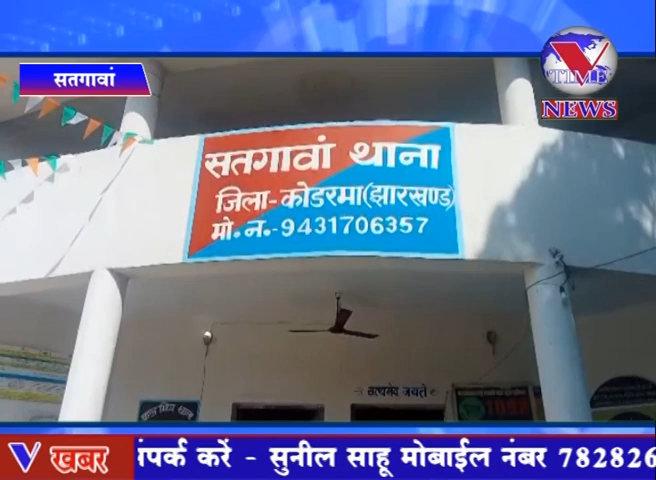 सतगावां
V
TIME
NEWS
सतगावां थाना
जिला-कोडरमा(झारखण्ड)
मो.न.-9431706357
सत्यमेव जयते
V खबर
संपर्क करें - सुनील साहू मोबाईल नंबर 782826